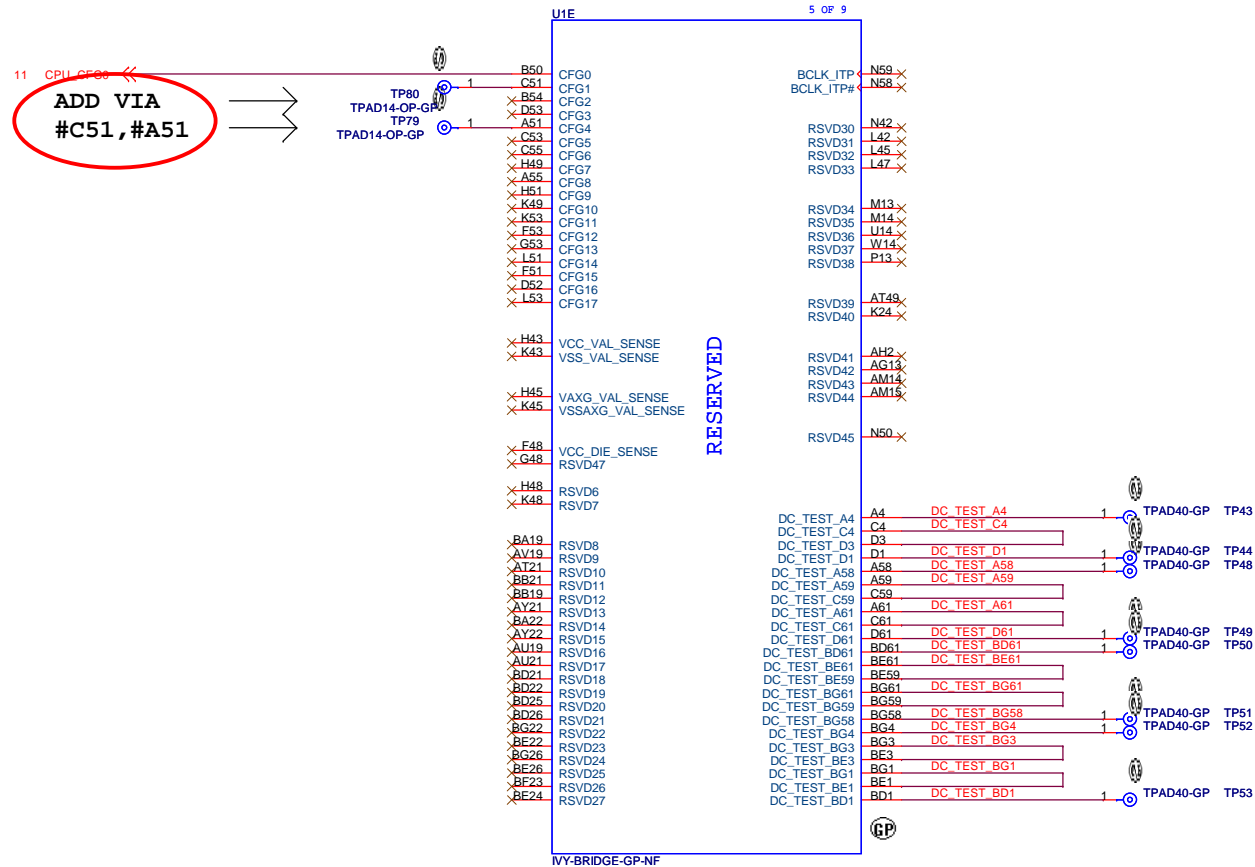 U1E
5 OF 9
11 CPU_CFG0
ADD VIA
#C51,#A51
TP80
TPAD14-OP-GP
TP79
TPAD14-OP-GP
1
1
B50 CFG0
C51 CFG1
B54 CFG2
D53 CFG3
A51 CFG4
C53 CFG5
C55 CFG6
H49 CFG7
A55 CFG8
H51 CFG9
K49 CFG10
K53 CFG11
F53 CFG12
G53 CFG13
L51 CFG14
F51 CFG15
D52 CFG16
L53 CFG17
H43 VCC_VAL_SENSE
K43 VSS_VAL_SENSE
H45 VAXG_VAL_SENSE
K45 VSSAXG_VAL_SENSE
F48 VCC_DIE_SENSE
G48 RSVD47
H48 RSVD6
K48 RSVD7
BA19 RSVD8
AV19 RSVD9
AT21 RSVD10
BB21 RSVD11
BB19 RSVD12
AY21 RSVD13
BA22 RSVD14
AY22 RSVD15
AU19 RSVD16
AU21 RSVD17
BD21 RSVD18
BD22 RSVD19
BD25 RSVD20
BD26 RSVD21
BG22 RSVD22
BE22 RSVD23
BG26 RSVD24
BE26 RSVD25
BF23 RSVD26
BE24 RSVD27
RESERVED
BCLK_ITP N59
BCLK_ITP# N58
RSVD30 N42
RSVD31 L42
RSVD32 L45
RSVD33 L47
RSVD34 M13
RSVD35 M14
RSVD36 U14
RSVD37 W14
RSVD38 P13
RSVD39 AT49
RSVD40 K24
RSVD41 AH2
RSVD42 AG13
RSVD43 AM14
RSVD44 AM15
RSVD45 N50
DC_TEST_A4 A4 DC_TEST_A4 1 TPAD40-GP TP43
DC_TEST_C4 C4 DC_TEST_C4
DC_TEST_D3 D3
DC_TEST_D1 D1 DC_TEST_D1 1 TPAD40-GP TP44
DC_TEST_A58 A58 DC_TEST_A58 1 TPAD40-GP TP48
DC_TEST_A59 A59 DC_TEST_A59
DC_TEST_C59 C59
DC_TEST_A61 A61 DC_TEST_A61
DC_TEST_C61 C61
DC_TEST_D61 D61 DC_TEST_D61 1 TPAD40-GP TP49
DC_TEST_BD61 BD61 DC_TEST_BD61 1 TPAD40-GP TP50
DC_TEST_BE61 BE61 DC_TEST_BE61
DC_TEST_BE59 BE59
DC_TEST_BG61 BG61 DC_TEST_BG61
DC_TEST_BG59 BG59
DC_TEST_BG58 BG58 DC_TEST_BG58 1 TPAD40-GP TP51
DC_TEST_BG4 BG4 DC_TEST_BG4 1 TPAD40-GP TP52
DC_TEST_BG3 BG3 DC_TEST_BG3
DC_TEST_BE3 BE3
DC_TEST_BG1 BG1 DC_TEST_BG1
DC_TEST_BE1 BE1
DC_TEST_BD1 BD1 DC_TEST_BD1 1 TPAD40-GP TP53
GP
IVY-BRIDGE-GP-NF